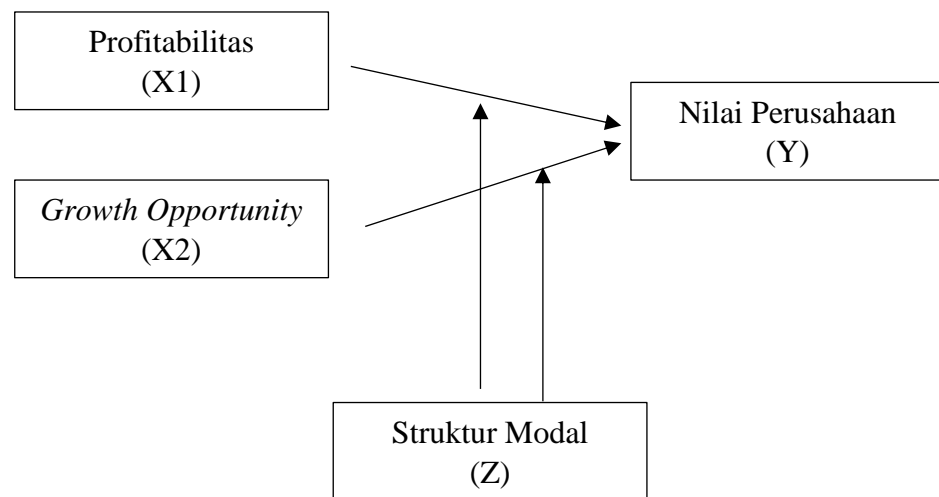 Profitabilitas
(X1)
Nilai Perusahaan
(Y)
Growth Opportunity
(X2)
Struktur Modal
(Z)